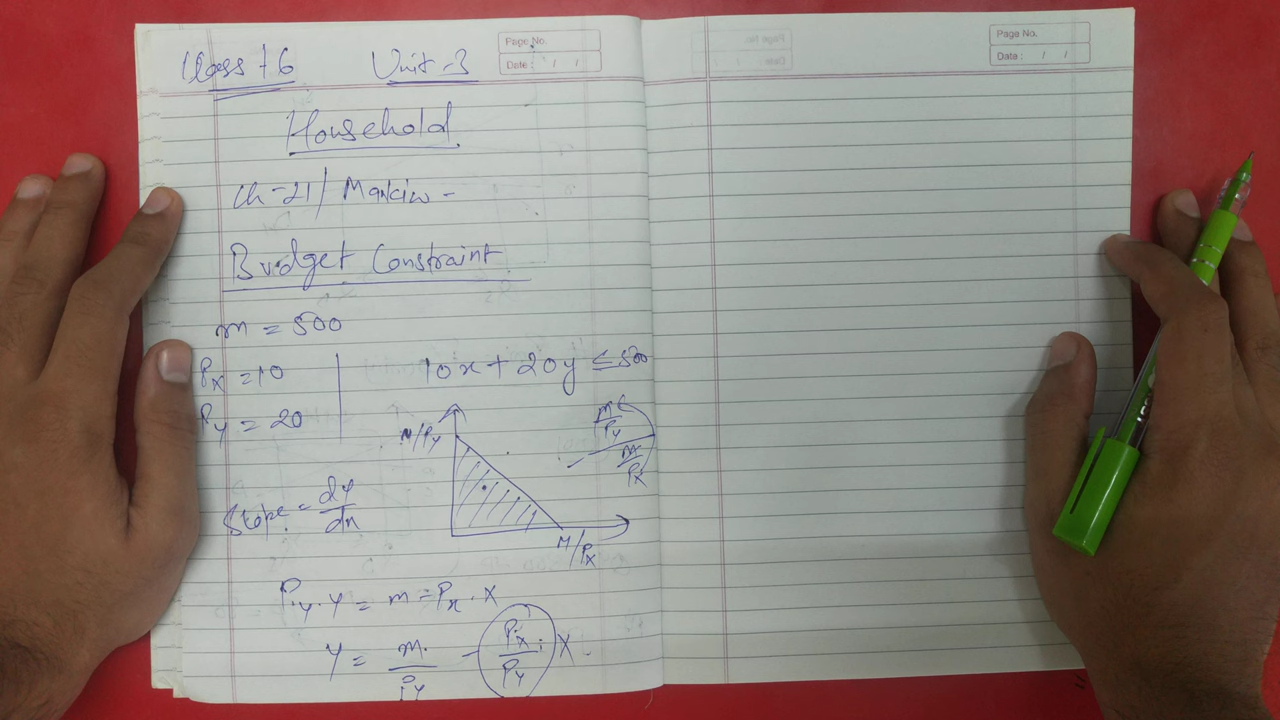 Class 16 Unit-3
Page No.
Date: / /
Household
Ch-21/ Mankiw -
Budget Constraint
m = 500
Px = 10
10x + 20y ≤ 500
Py = 20
M/Py
m/Py
m/Px
Slope = dy/dx
M/Px
Py.y = m = Px.X
Y = m/Py - Px/Py . X
Page No.
Date: / /